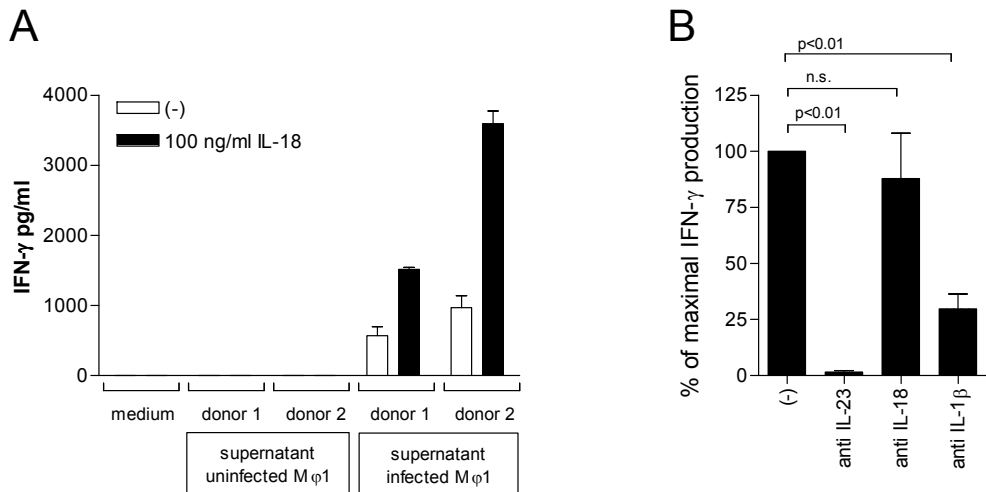 A
IFN-γ pg/ml
4000
3000
2000
1000
0
(-)
100 ng/ml IL-18
medium
donor 1
donor 2
donor 1
donor 2
supernatant
uninfected Mφ1
supernatant
infected Mφ1
B
% of maximal IFN-γ production
p<0.01
n.s.
p<0.01
125
100
75
50
25
0
(-)
anti IL-23
anti IL-18
anti IL-1β